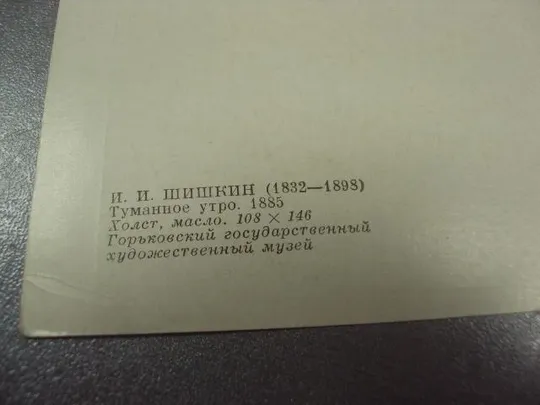 И. И. ШИШКИН (1832—1898)
Туманное утро. 1885
Холст, масло. 108 × 146
Горьковский государственный
художественный музей